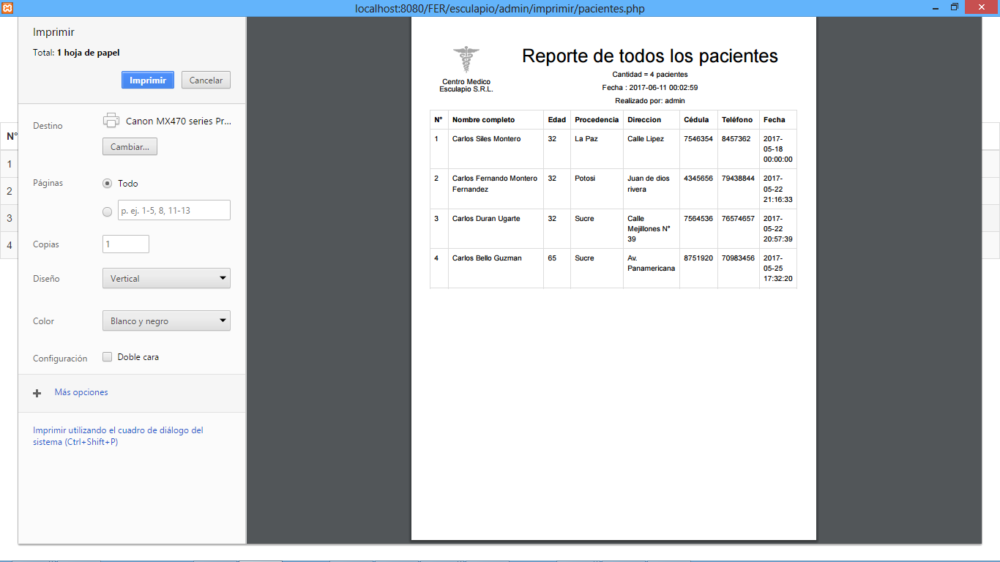 localhost:8080/FER/esculapio/admin/imprimir/pacientes.php
Imprimir
Total: 1 hoja de papel
Imprimir Cancelar
Destino Canon MX470 series Pr...
Cambiar...
Páginas Todo
p. ej. 1-5, 8, 11-13
Copias 1
Diseño Vertical
Color Blanco y negro
Configuración Doble cara
Más opciones
Imprimir utilizando el cuadro de diálogo del
sistema (Ctrl+Shift+P)
N°
1
2
3
4
Centro Medico
Esculapio S.R.L.
Reporte de todos los pacientes
Cantidad = 4 pacientes
Fecha : 2017-06-11 00:02:59
Realizado por: admin
N° Nombre completo Edad Procedencia Direccion Cédula Teléfono Fecha
1 Carlos Siles Montero 32 La Paz Calle Lipez 7546354 8457362 2017-
05-18
00:00:00
2 Carlos Fernando Montero 32 Potosi Juan de dios 4345656 79438844 2017-
Fernandez rivera 05-22
21:16:33
3 Carlos Duran Ugarte 32 Sucre Calle 7564536 76574657 2017-
Mejillones N° 05-22
39 20:57:39
4 Carlos Bello Guzman 65 Sucre Av. 8751920 70983456 2017-
Panamericana 05-25
17:32:20